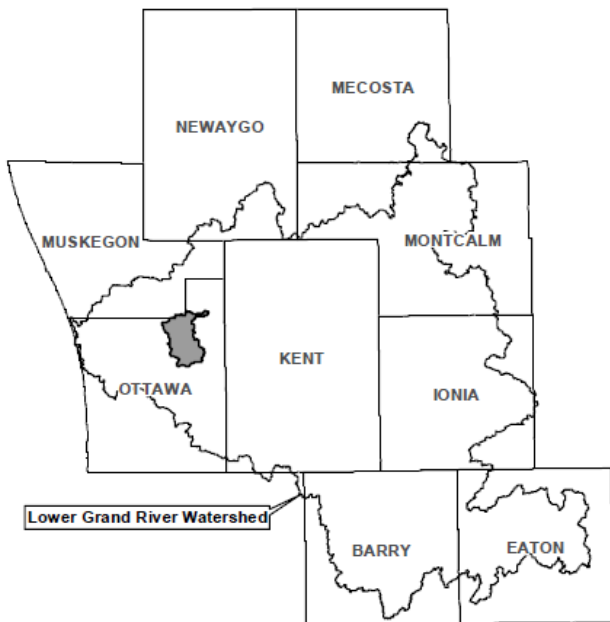 MECOSTA
NEWAYGO
MUSKEGON
MONTCALM
KENT
OTTAWA
IONIA
Lower Grand River Watershed
BARRY
EATON